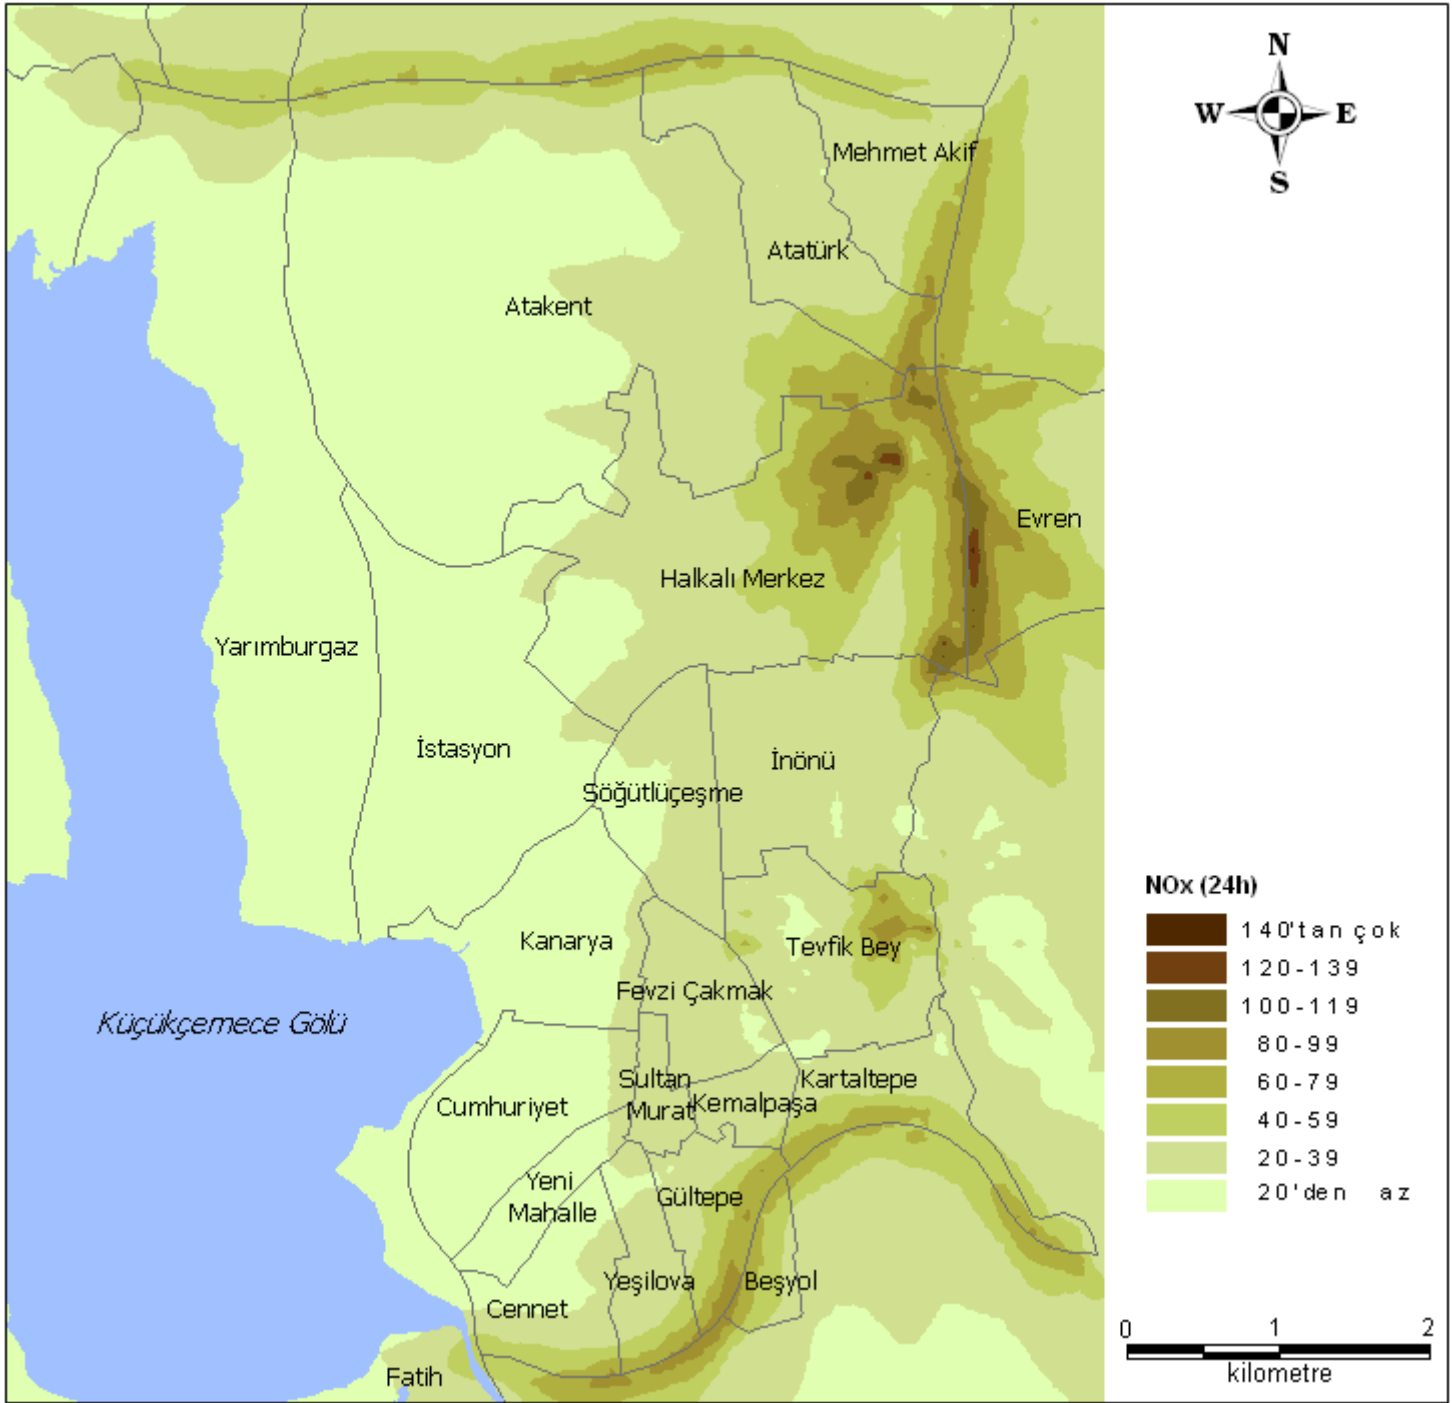 N
W E
S
Mehmet Akif
Atatürk
Atakent
Evren
Halkalı Merkez
Yarımburgaz
İstasyon
İnönü
Söğütlüçeşme
Kanarya
Tevfik Bey
Fevzi Çakmak
Küçükçemece Gölü
Sultan
Murat
Kemalpaşa
Kartaltepe
Cumhuriyet
Yeni
Mahalle
Gültepe
Yeşilova
Beşyol
Cennet
Fatih
NOx (24h)
140'tan çok
120-139
100-119
80-99
60-79
40-59
20-39
20'den az
0 1 2
kilometre